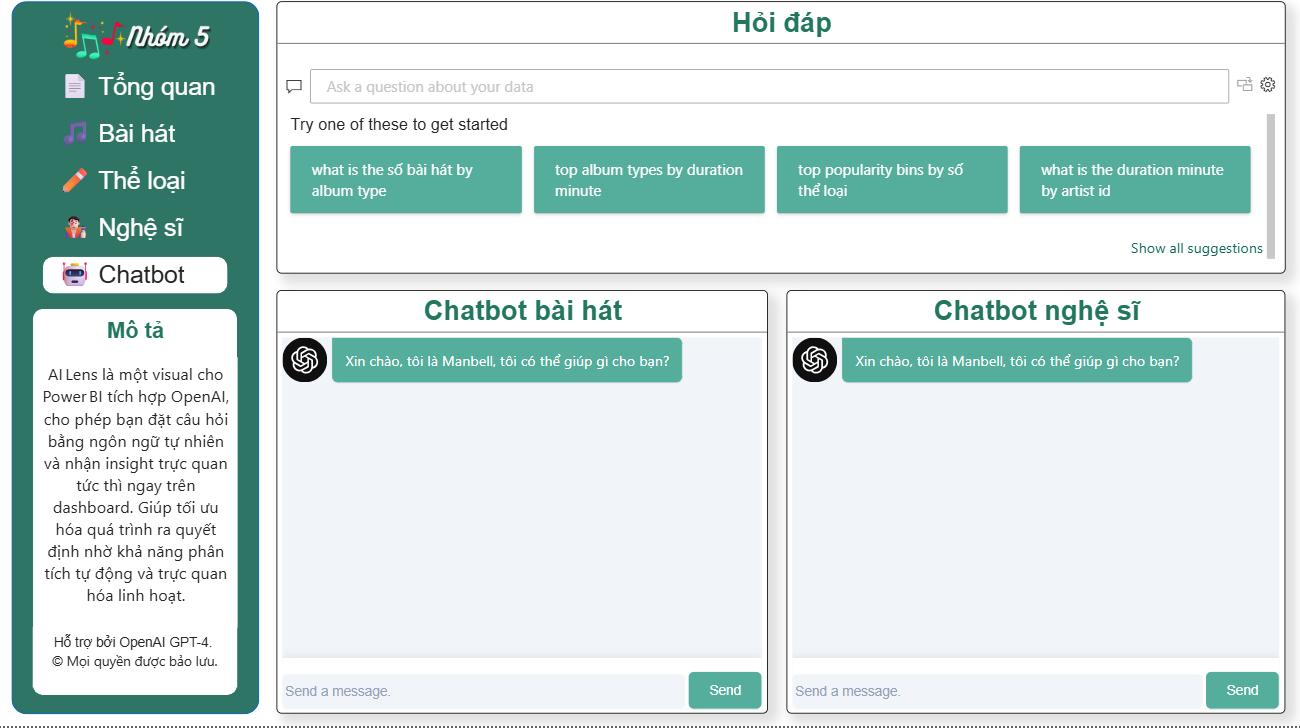 Nhóm 5
Tổng quan
Bài hát
Thể loại
Nghệ sĩ
Chatbot
Mô tả
AI Lens là một visual cho
Power BI tích hợp OpenAI,
cho phép bạn đặt câu hỏi
bằng ngôn ngữ tự nhiên
và nhận insight trực quan
tức thì ngay trên
dashboard. Giúp tối ưu
hóa quá trình ra quyết
định nhờ khả năng phân
tích tự động và trực quan
hóa linh hoạt.
Hỗ trợ bởi OpenAI GPT-4.
© Mọi quyền được bảo lưu.
Hỏi đáp
Ask a question about your data
Try one of these to get started
what is the số bài hát by
album type
top album types by duration
minute
top popularity bins by số
thể loại
what is the duration minute
by artist id
Show all suggestions
Chatbot bài hát
Xin chào, tôi là Manbell, tôi có thể giúp gì cho bạn?
Send a message.
Send
Chatbot nghệ sĩ
Xin chào, tôi là Manbell, tôi có thể giúp gì cho bạn?
Send a message.
Send